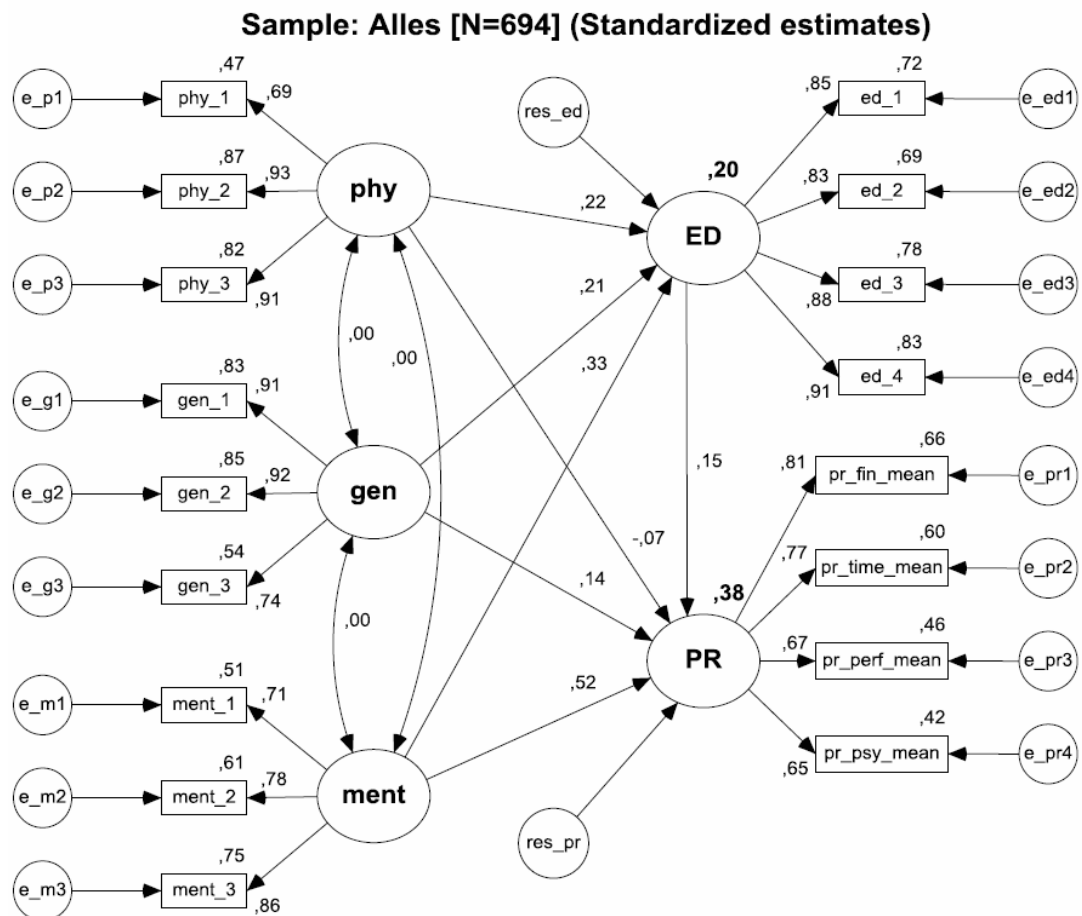 Sample: Alles [N=694] (Standardized estimates)
e_p1
,47
phy_1
,69
e_p2
,87
phy_2
,93
e_p3
,82
phy_3
,91
phy
res_ed
,20
ED
,85
,72
ed_1
e_ed1
,83
,69
ed_2
e_ed2
,78
ed_3
,88
e_ed3
,83
ed_4
,91
e_ed4
,22
,21
,33
,00
,00
e_g1
,83
gen_1
,91
e_g2
,85
gen_2
,92
e_g3
,54
gen_3
,74
gen
,00
,15
-,07
,14
,52
,38
PR
,81
,66
pr_fin_mean
e_pr1
,77
,60
pr_time_mean
e_pr2
,67
,46
pr_perf_mean
e_pr3
,42
pr_psy_mean
,65
e_pr4
e_m1
,51
ment_1
,71
e_m2
,61
ment_2
,78
e_m3
,75
ment_3
,86
ment
res_pr